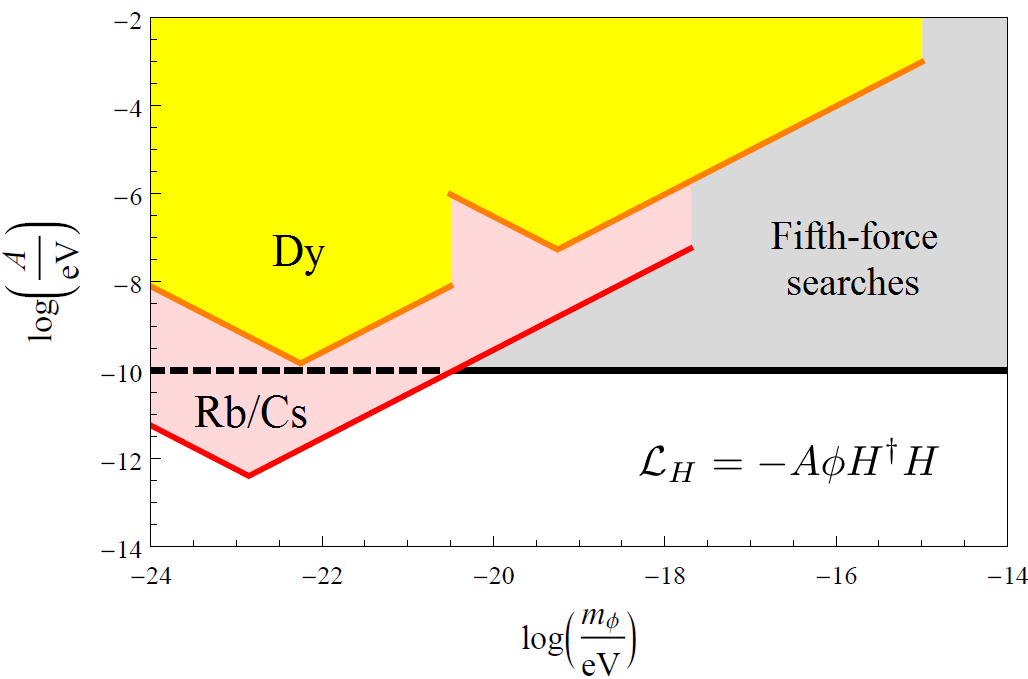 −2
−4
−6
−8
−10
−12
−14
log(A/eV)
Dy
Rb/Cs
Fifth-force
searches
ℒ_H = −AϕH†H
−24 −22 −20 −18 −16 −14
log(m_ϕ/eV)